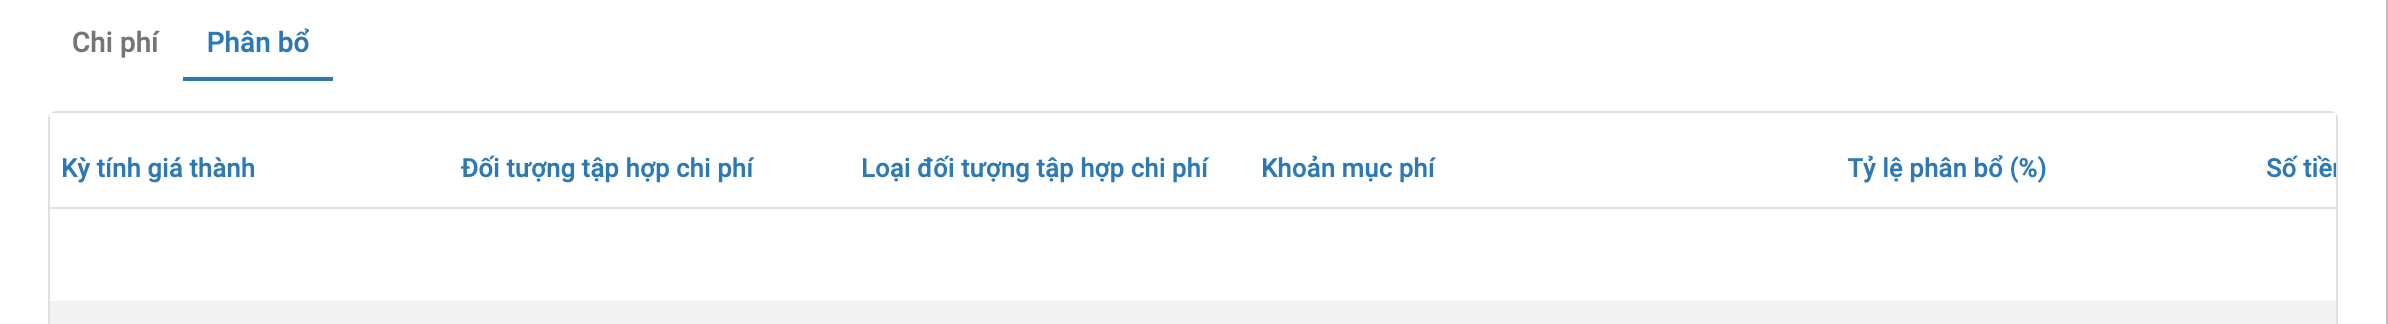 Chi phí Phân bổ
Kỳ tính giá thành Đối tượng tập hợp chi phí Loại đối tượng tập hợp chi phí Khoản mục phí Tỷ lệ phân bổ (%) Số